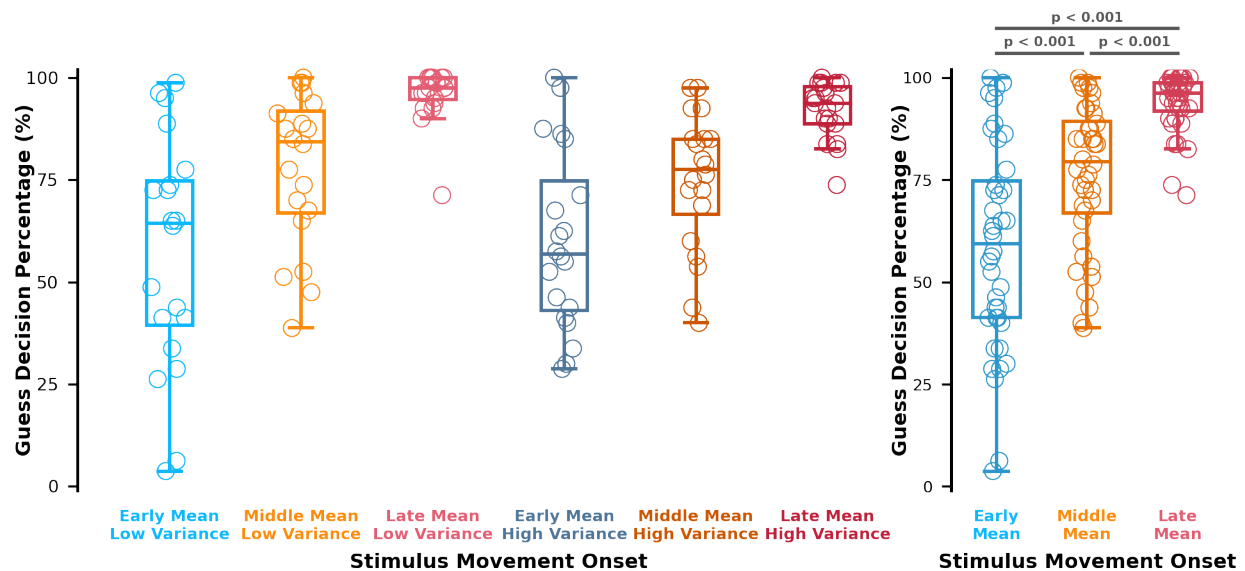 p < 0.001
p < 0.001
p < 0.001
Guess Decision Percentage (%)
100
75
50
25
0
Early Mean
Low Variance
Middle Mean
Low Variance
Late Mean
Low Variance
Early Mean
High Variance
Middle Mean
High Variance
Late Mean
High Variance
Stimulus Movement Onset
Guess Decision Percentage (%)
100
75
50
25
0
Early
Mean
Middle
Mean
Late
Mean
Stimulus Movement Onset